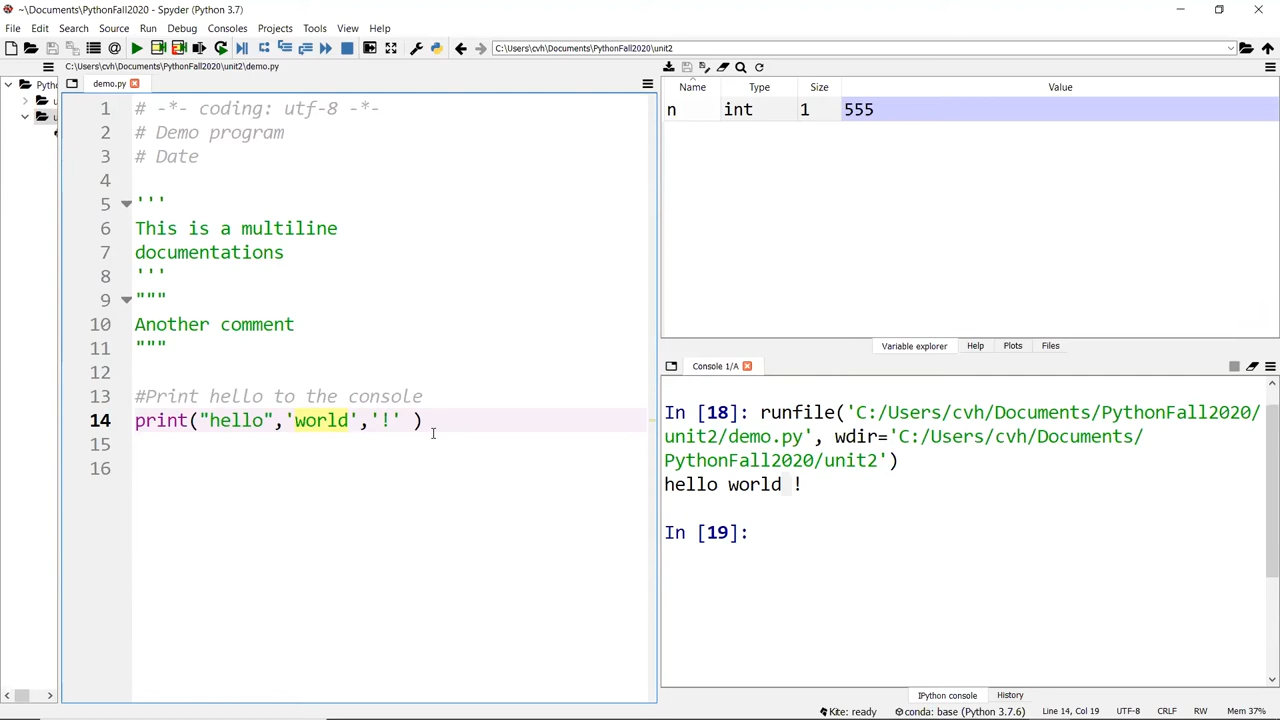 ~\Documents\PythonFall2020 - Spyder (Python 3.7)
File Edit Search Source Run Debug Consoles Projects Tools View Help
C:\Users\cvh\Documents\PythonFall2020\unit2
C:\Users\cvh\Documents\PythonFall2020\unit2\demo.py
Pyth
u
u
demo.py
1 # -*- coding: utf-8 -*-
2 # Demo program
3 # Date
4
5 '''
6 This is a multiline
7 documentations
8 '''
9 """
10 Another comment
11 """
12
13 #Print hello to the console
14 print("hello",'world','!' )
15
16
Name Type Size Value
n int 1 555
Variable explorer Help Plots Files
Console 1/A
In [18]: runfile('C:/Users/cvh/Documents/PythonFall2020/
unit2/demo.py', wdir='C:/Users/cvh/Documents/
PythonFall2020/unit2')
hello world !
In [19]:
IPython console History
Kite: ready conda: base (Python 3.7.6) Line 14, Col 19 UTF-8 CRLF RW Mem 37%